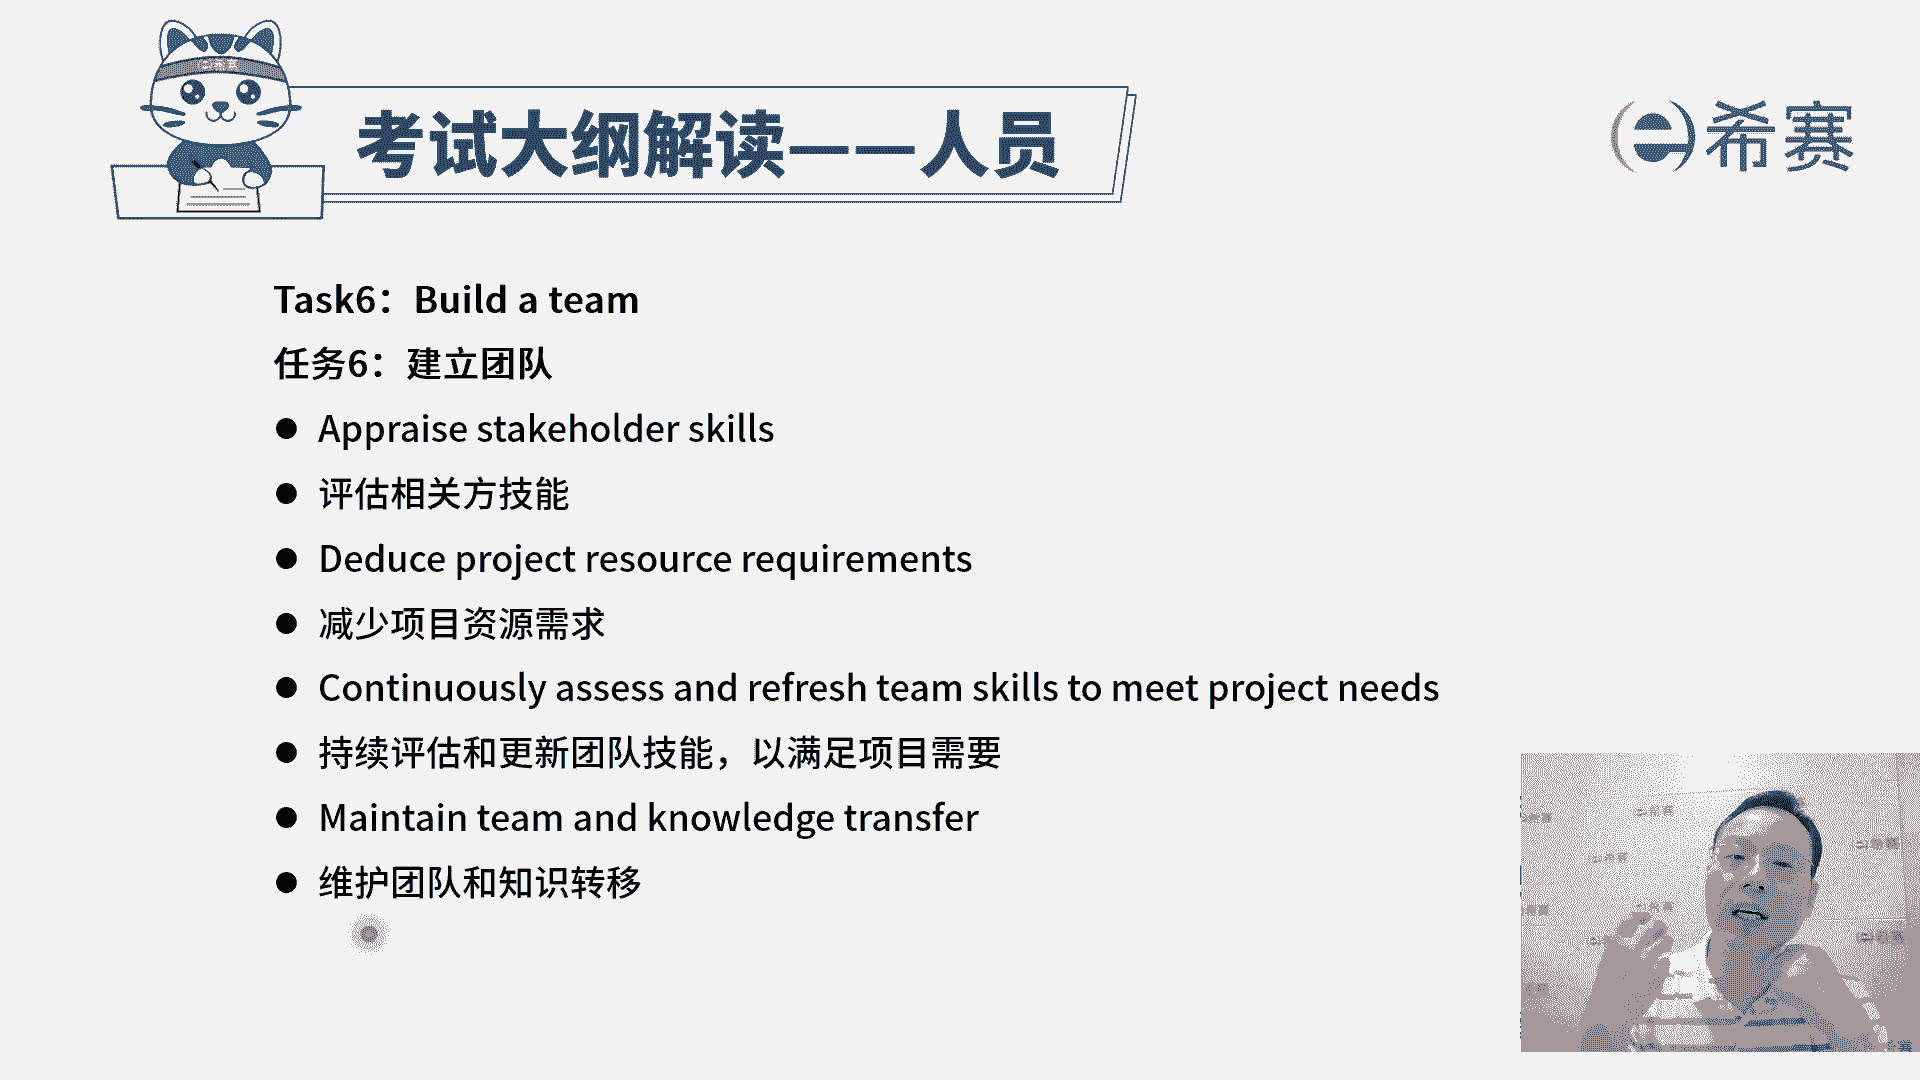 考试大纲解读——人员
希赛
Task6：Build a team
任务6：建立团队
● Appraise stakeholder skills
● 评估相关方技能
● Deduce project resource requirements
● 减少项目资源需求
● Continuously assess and refresh team skills to meet project needs
● 持续评估和更新团队技能，以满足项目需要
● Maintain team and knowledge transfer
● 维护团队和知识转移